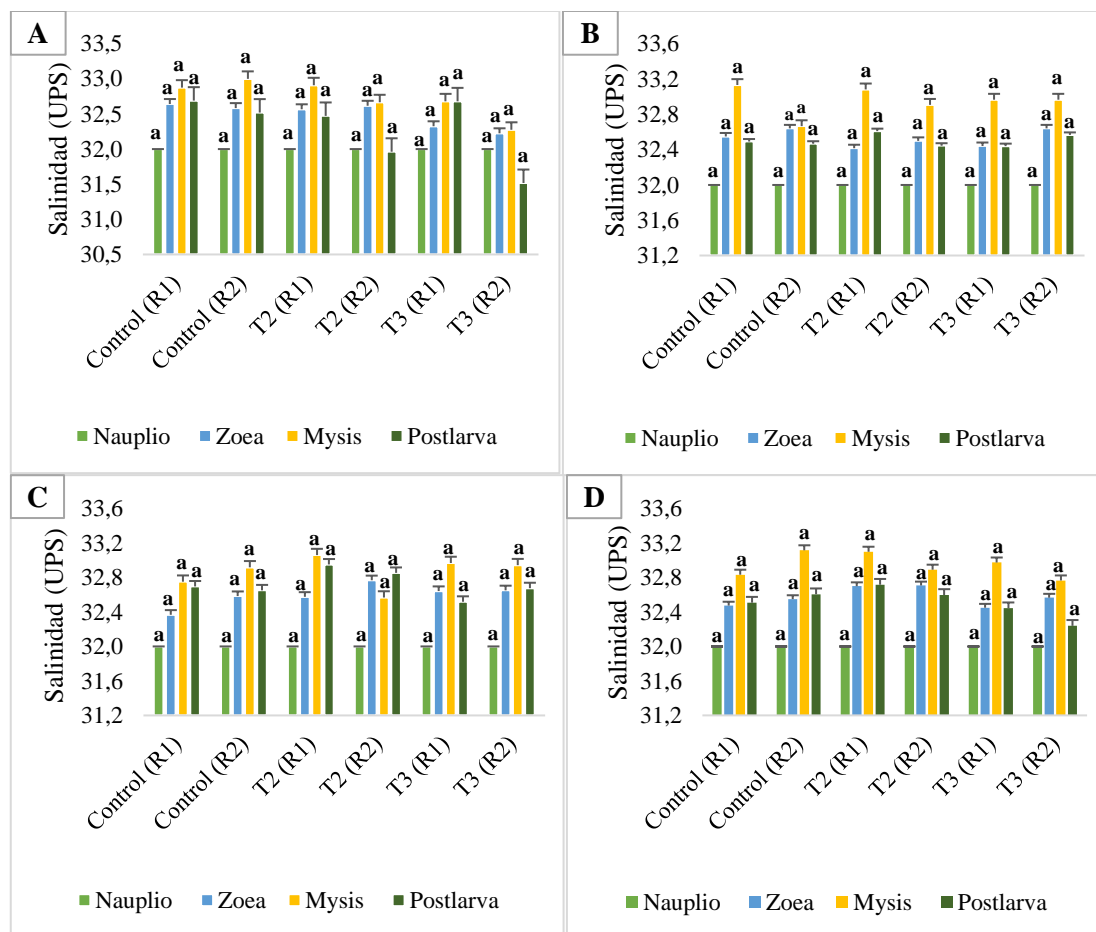 A
Salinidad (UPS)
33,5
33,0
32,5
32,0
31,5
31,0
30,5
a a a a a a a a a a a a a a a a a a a a a a a a
Control (R1) Control (R2) T2 (R1) T2 (R2) T3 (R1) T3 (R2)
Nauplio Zoea Mysis Postlarva
B
Salinidad (UPS)
33,6
33,2
32,8
32,4
32,0
31,6
31,2
a a a a a a a a a a a a a a a a a a a a a a a a
Control (R1) Control (R2) T2 (R1) T2 (R2) T3 (R1) T3 (R2)
Nauplio Zoea Mysis Postlarva
C
Salinidad (UPS)
33,6
33,2
32,8
32,4
32,0
31,6
31,2
a a a a a a a a a a a a a a a a a a a a a a a a
Control (R1) Control (R2) T2 (R1) T2 (R2) T3 (R1) T3 (R2)
Nauplio Zoea Mysis Postlarva
D
Salinidad (UPS)
33,6
33,2
32,8
32,4
32,0
31,6
31,2
a a a a a a a a a a a a a a a a a a a a a a a a
Control (R1) Control (R2) T2 (R1) T2 (R2) T3 (R1) T3 (R2)
Nauplio Zoea Mysis Postlarva